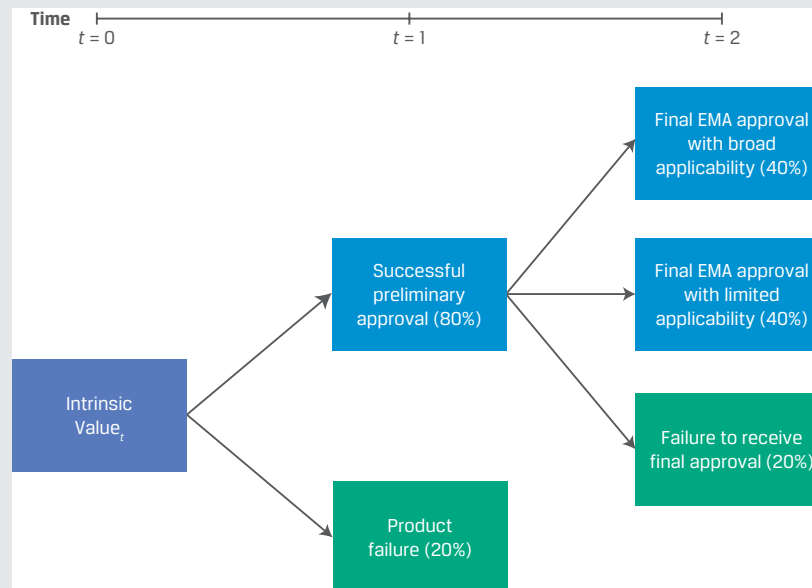 Time
t = 0
t = 1
t = 2
Final EMA approval
with broad
applicability (40%)
Successful
preliminary
approval (80%)
Final EMA approval
with limited
applicability (40%)
Intrinsic
Valueₜ
Failure to receive
final approval (20%)
Product
failure (20%)